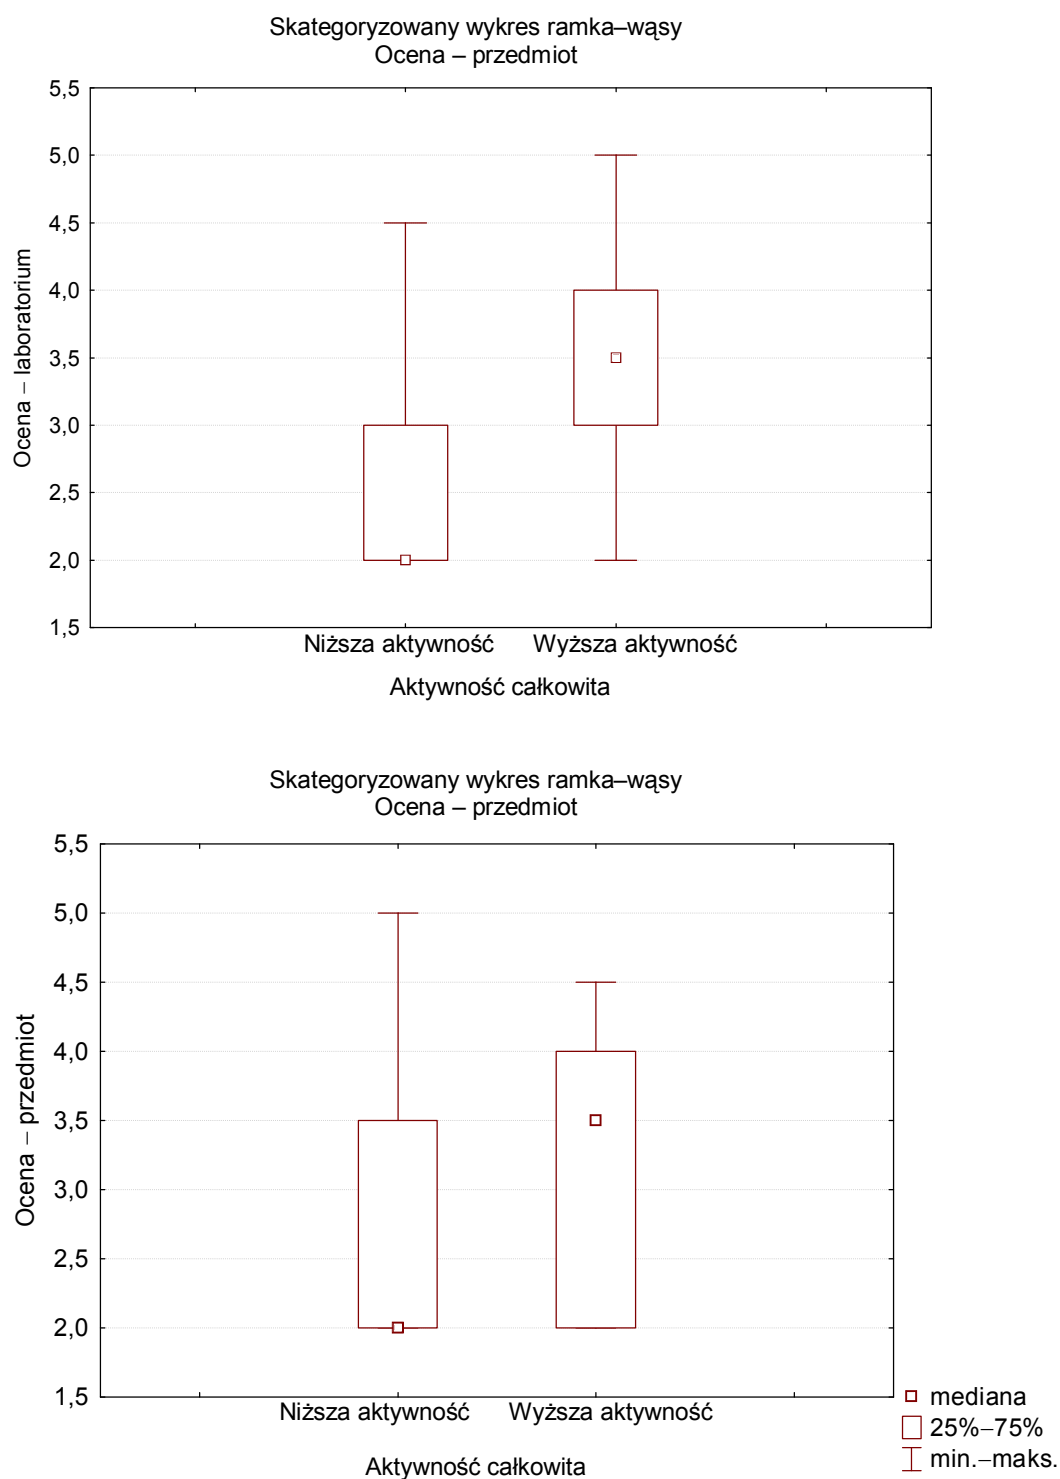 Skategoryzowany wykres ramka–wąsy
Ocena – przedmiot
5,5
5,0
4,5
4,0
3,5
3,0
2,5
2,0
1,5
Ocena – laboratorium
Niższa aktywność Wyższa aktywność
Aktywność całkowita
Skategoryzowany wykres ramka–wąsy
Ocena – przedmiot
5,5
5,0
4,5
4,0
3,5
3,0
2,5
2,0
1,5
Ocena – przedmiot
Niższa aktywność Wyższa aktywność
Aktywność całkowita
mediana
25%–75%
min.–maks.